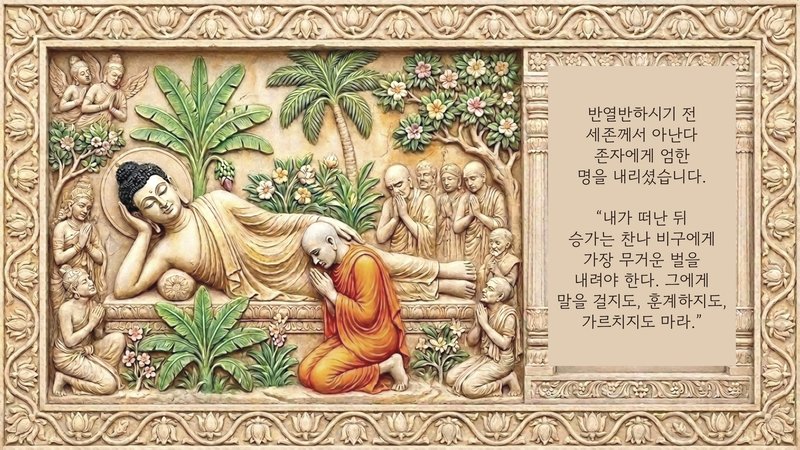 반열반하시기 전
세존께서 아난다
존자에게 엄한
명을 내리셨습니다.
“내가 떠난 뒤
승가는 찬나 비구에게
가장 무거운 벌을
내려야 한다. 그에게
말을 걸지도, 훈계하지도,
가르치지도 마라.”